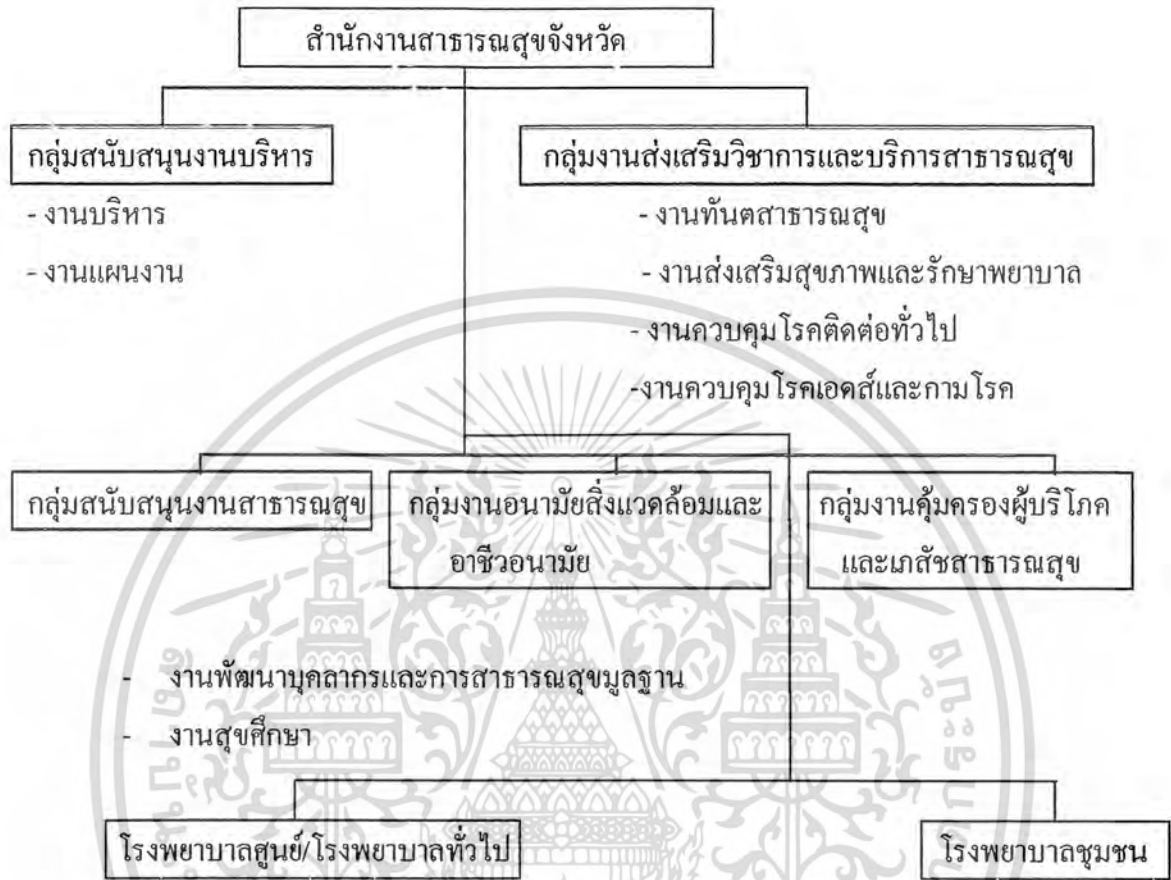 สำนักงานสาธารณสุขจังหวัด
กลุ่มสนับสนุนงานบริหาร
กลุ่มงานส่งเสริมวิชาการและบริการสาธารณสุข
- งานบริหาร
- งานทันตสาธารณสุข
- งานแผนงาน
- งานส่งเสริมสุขภาพและรักษาพยาบาล
- งานควบคุมโรคติดต่อทั่วไป
-งานควบคุมโรคเอดส์และกามโรค
กลุ่มสนับสนุนงานสาธารณสุข
กลุ่มงานอนามัยสิ่งแวดล้อมและ
อาชีวอนามัย
กลุ่มงานคุ้มครองผู้บริโภค
และเภสัชสาธารณสุข
- งานพัฒนาบุคลากรและการสาธารณสุขมูลฐาน
- งานสุขศึกษา
โรงพยาบาลศูนย์/โรงพยาบาลทั่วไป
โรงพยาบาลชุมชน